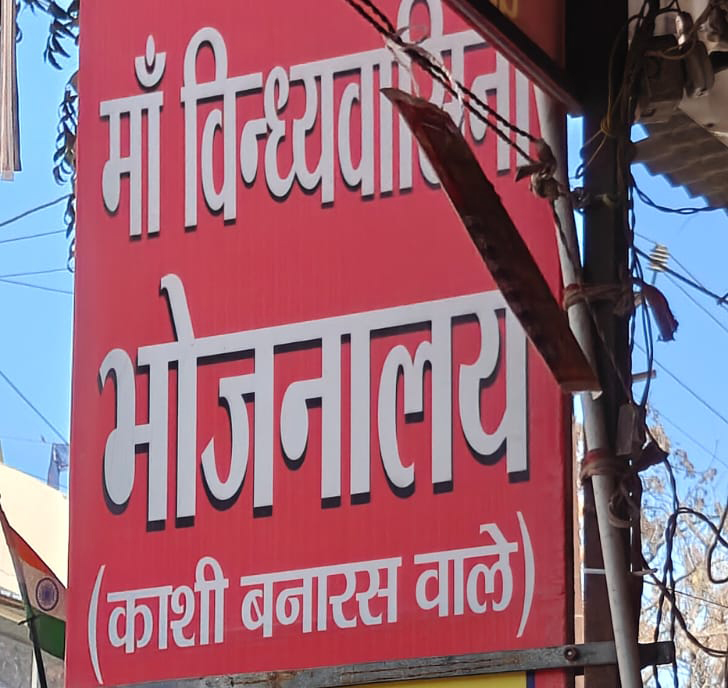 माँ विन्ध्यवासिनी
भोजनालय
(काशी बनारस वाले)